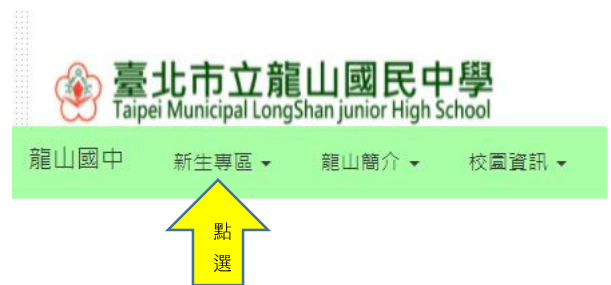 臺北市立龍山國民中學
Taipei Municipal LongShan junior High School
龍山國中 新生專區 龍山簡介 校園資訊
點
選